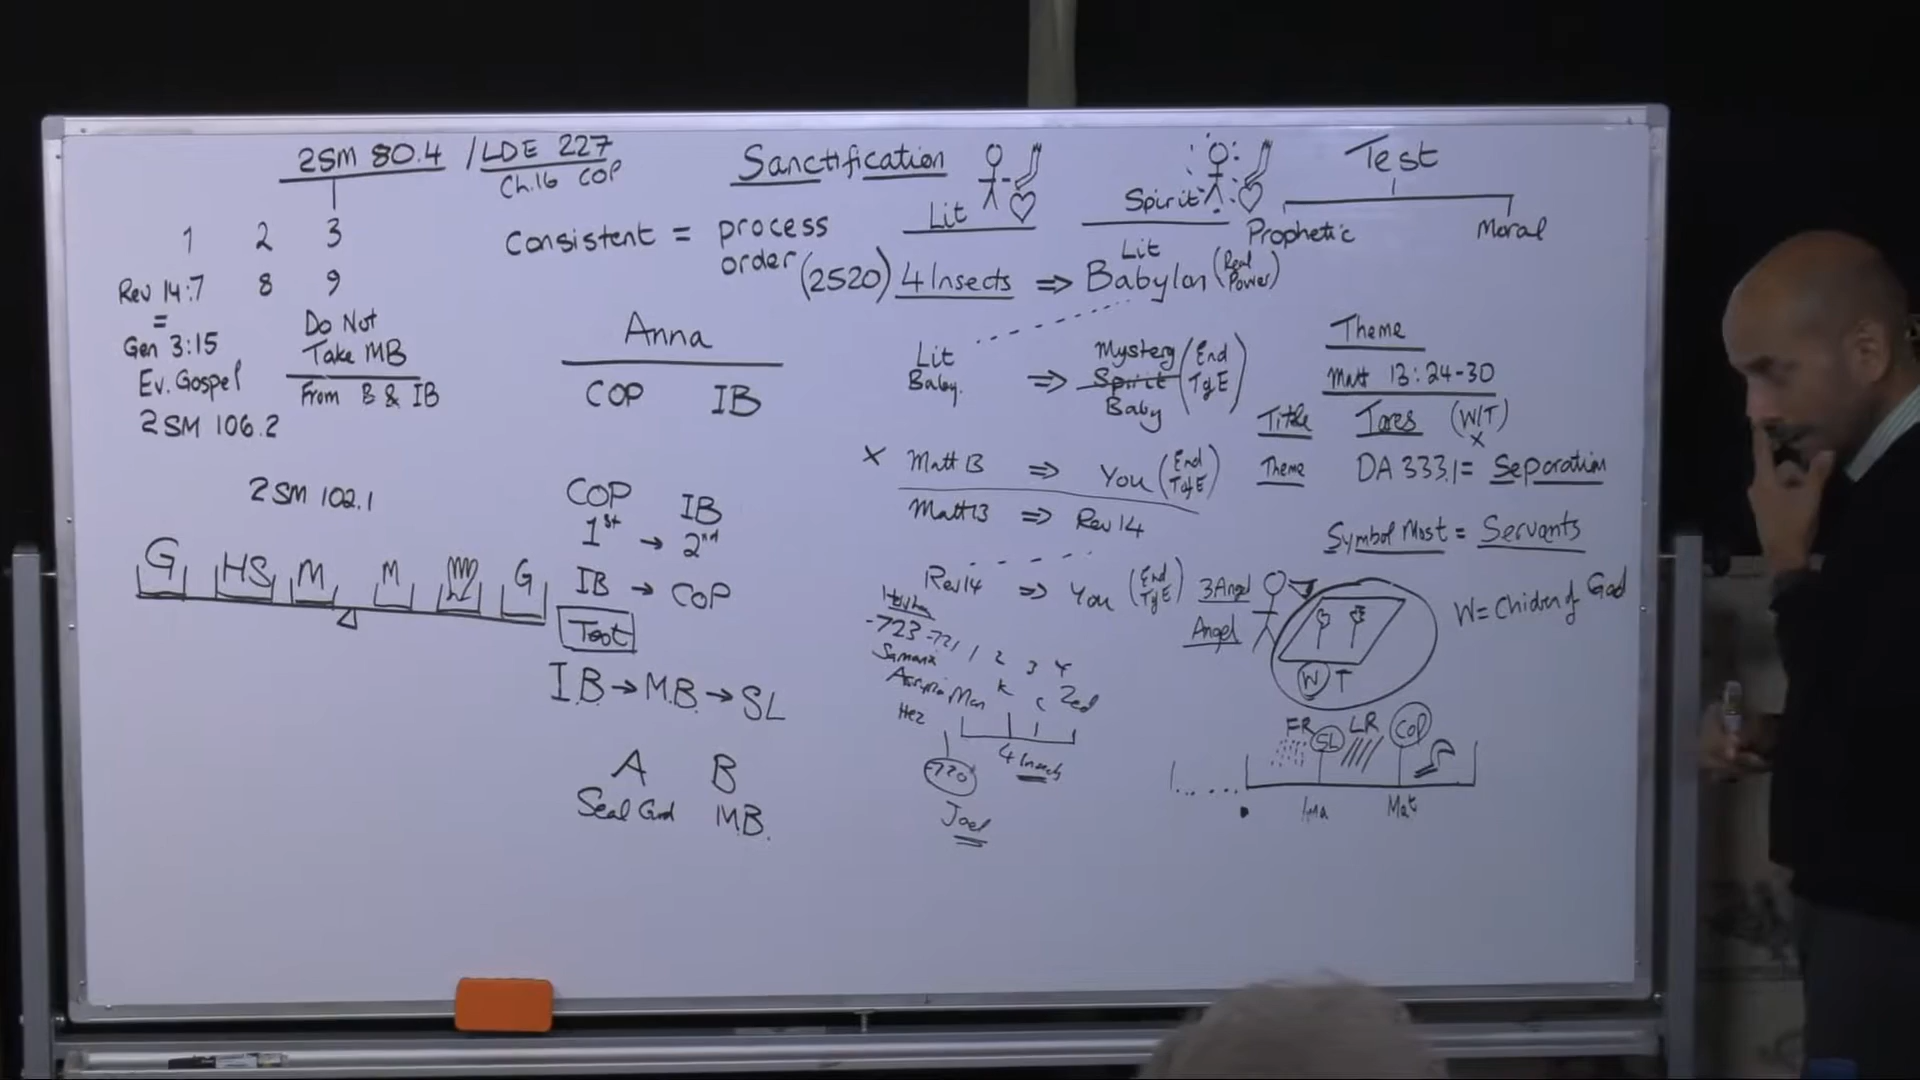 2SM 80.4 / LDE 227
Ch.16 COP
1 2 3
Rev 14:7 8 9
=
Gen 3:15
Ev. Gospel
2SM 106.2
Do Not
Take MB
From B & IB
2SM 102.1
G HS M M G
Sanctification
Consistent = process
order
Anna
COP IB
COP IB
1st → 2nd
IB → COP
Test
I.B → M.B. → SL
A B
Seal God M.B.
Lit
Spirit
(2520) 4 Insects ⇒ Lit
Babylon (Real
Power)
Lit
Baby. ⇒ Mystery
Spirit
Baby (End
TofE)
x Matt 13 ⇒ You (End
TofE)
Matt 13 ⇒ Rev 14
Rev 14 ⇒ You (End
TofE)
-723 -721 1 2 3 4
Samaria
Man K C Zed
Hez
4 Insects
-720
Joel
Test
Prophetic Moral
Theme
Matt 13:24-30
Title Tares (W/T)
x
Theme DA 333.1 = Separation
Symbol Most = Servants
3 Angel
Angel
W T
W = Chidren of God
FR SL LR COP
Mat